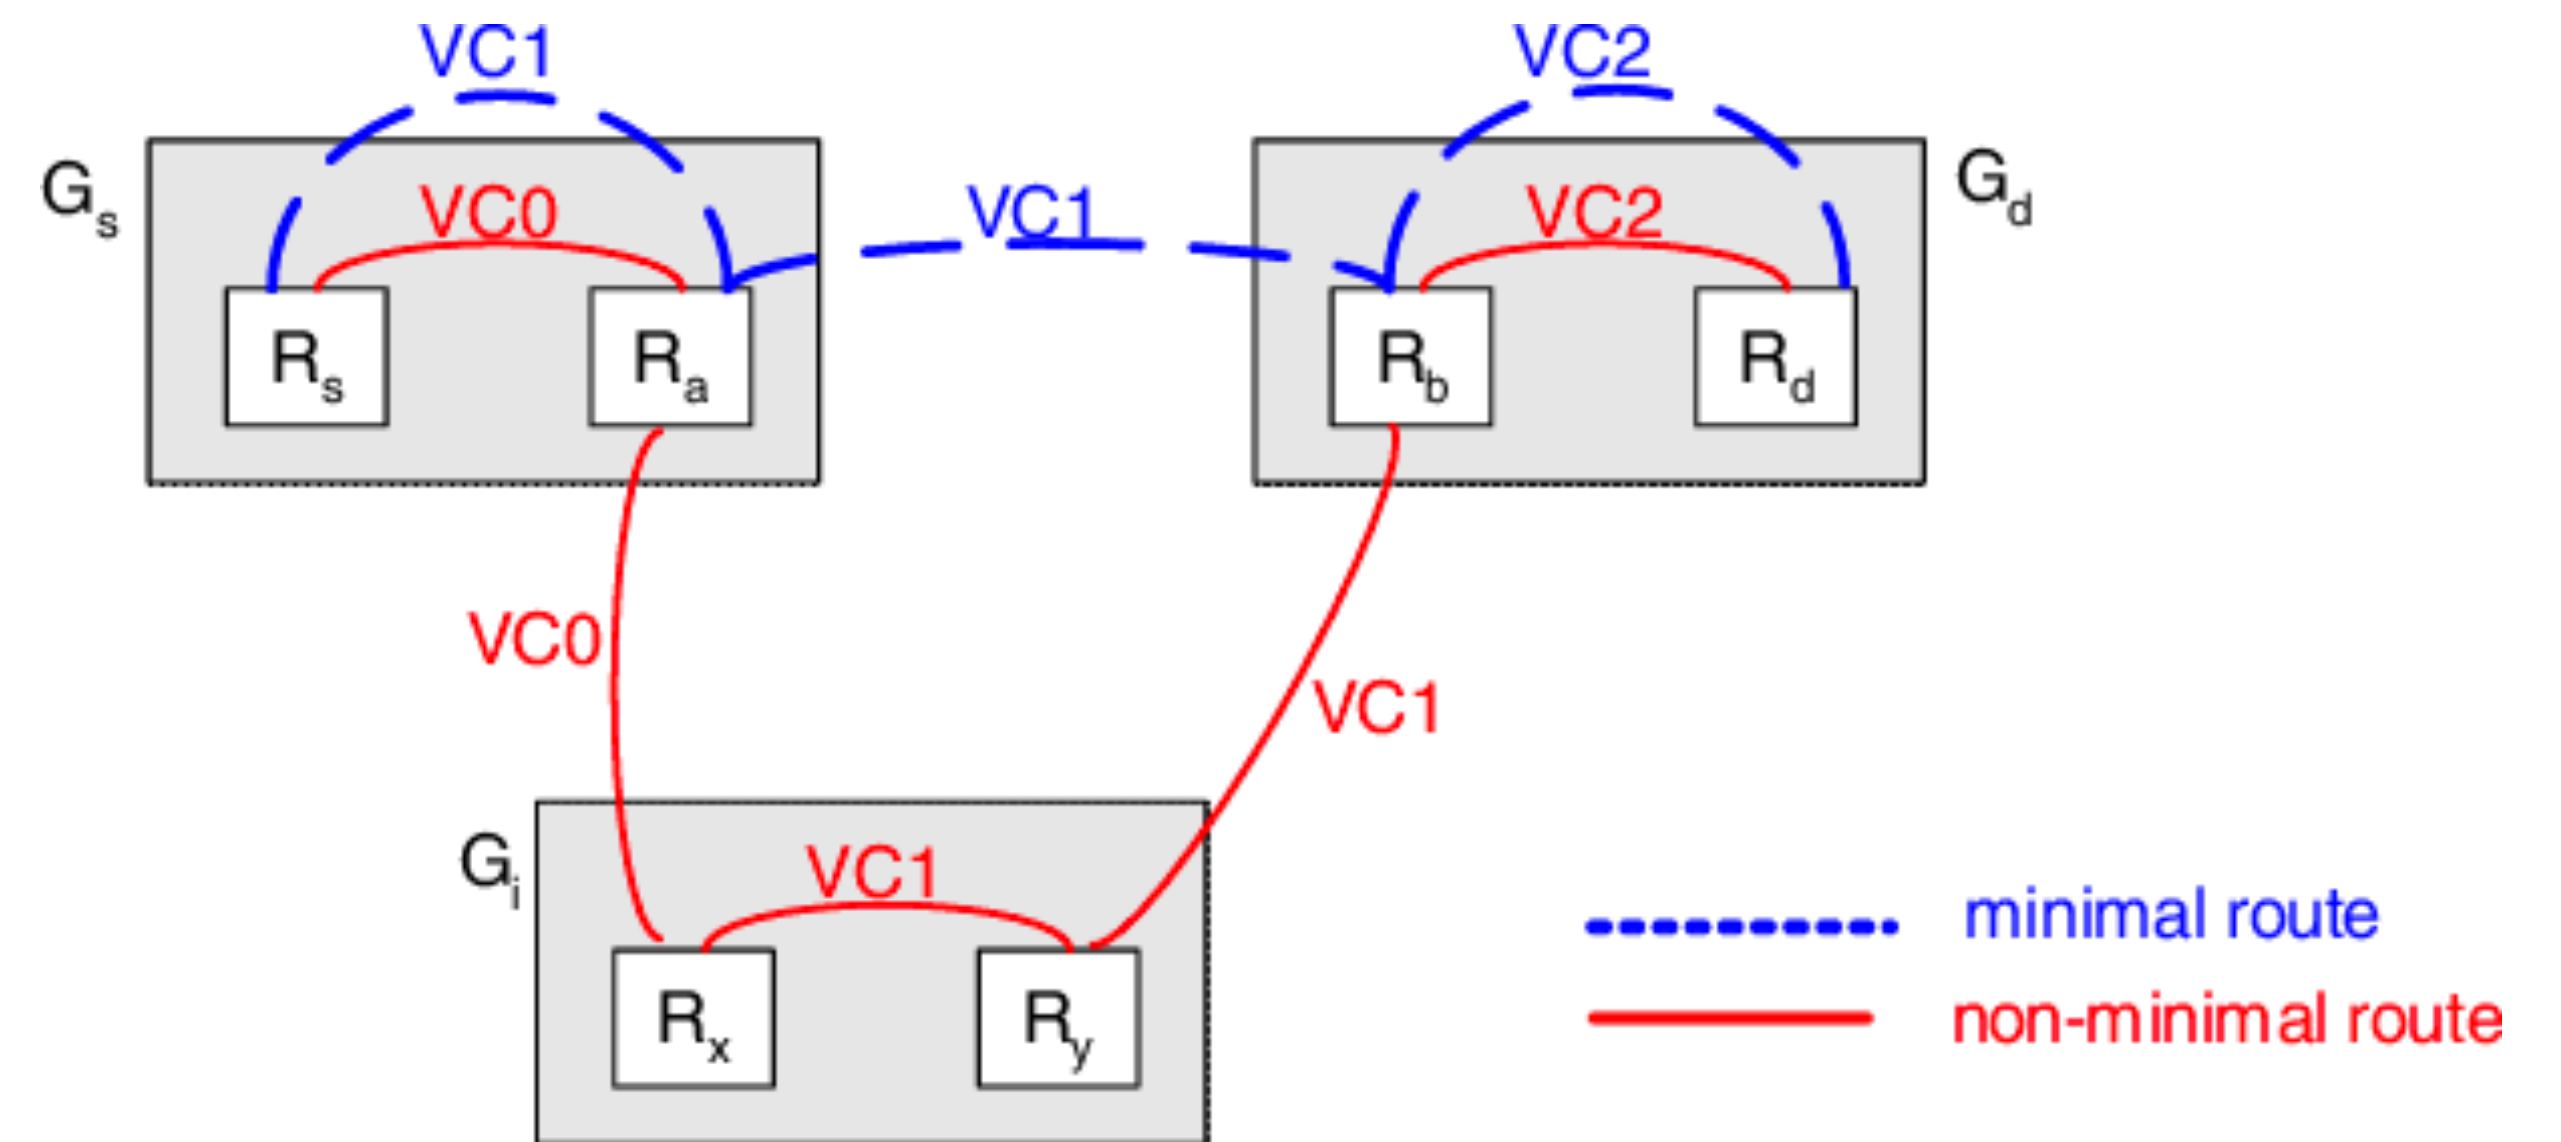 VC1
VC2
Gs
VC0
VC1
VC2
Gd
Rs
Ra
Rb
Rd
VC0
VC1
Gi
VC1
Rx
Ry
minimal route
non-minimal route